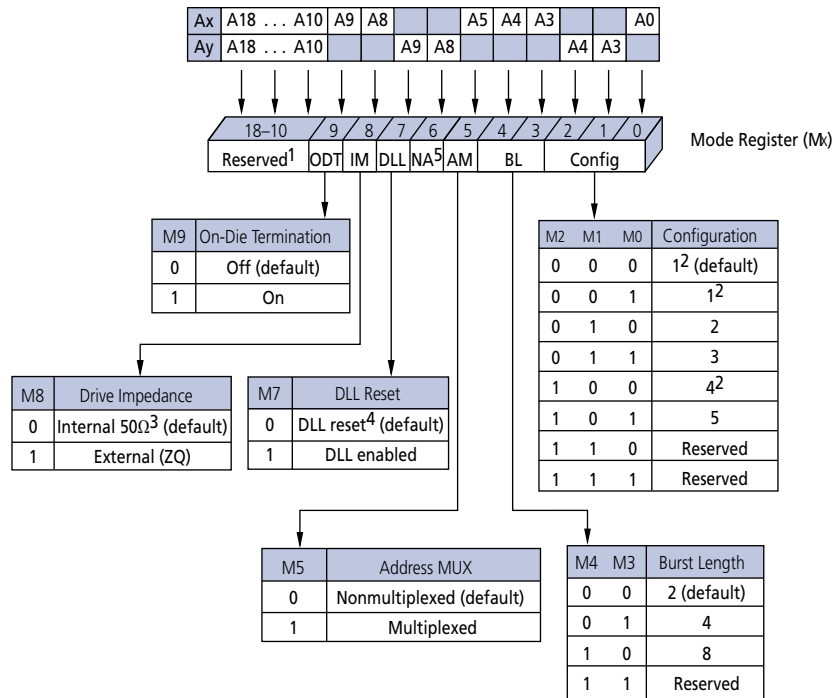 Ax A18 . . . A10 A9 A8 A5 A4 A3 A0
Ay A18 . . . A10 A9 A8 A4 A3
18–10 9 8 7 6 5 4 3 2 1 0
Mode Register (Mx)
Reserved1 ODT IM DLL NA5 AM BL Config
M9 On-Die Termination
0 Off (default)
1 On
M2 M1 M0 Configuration
0 0 0 12 (default)
0 0 1 12
0 1 0 2
0 1 1 3
1 0 0 42
1 0 1 5
1 1 0 Reserved
1 1 1 Reserved
M8 Drive Impedance
0 Internal 50Ω3 (default)
1 External (ZQ)
M7 DLL Reset
0 DLL reset4 (default)
1 DLL enabled
M5 Address MUX
0 Nonmultiplexed (default)
1 Multiplexed
M4 M3 Burst Length
0 0 2 (default)
0 1 4
1 0 8
1 1 Reserved